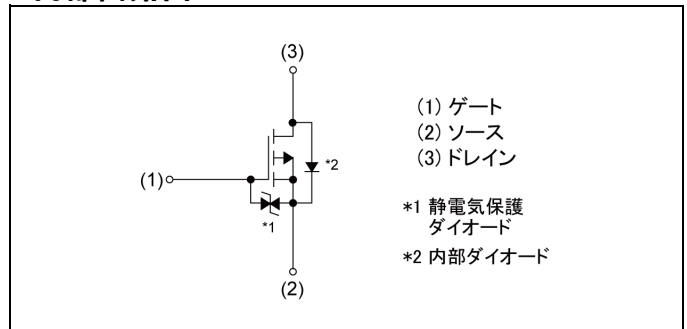 (3)
(1) ゲート
(2) ソース
(3) ドレイン
*2
(1)
*1 静電気保護
ダイオード
*1
*2 内部ダイオード
(2)